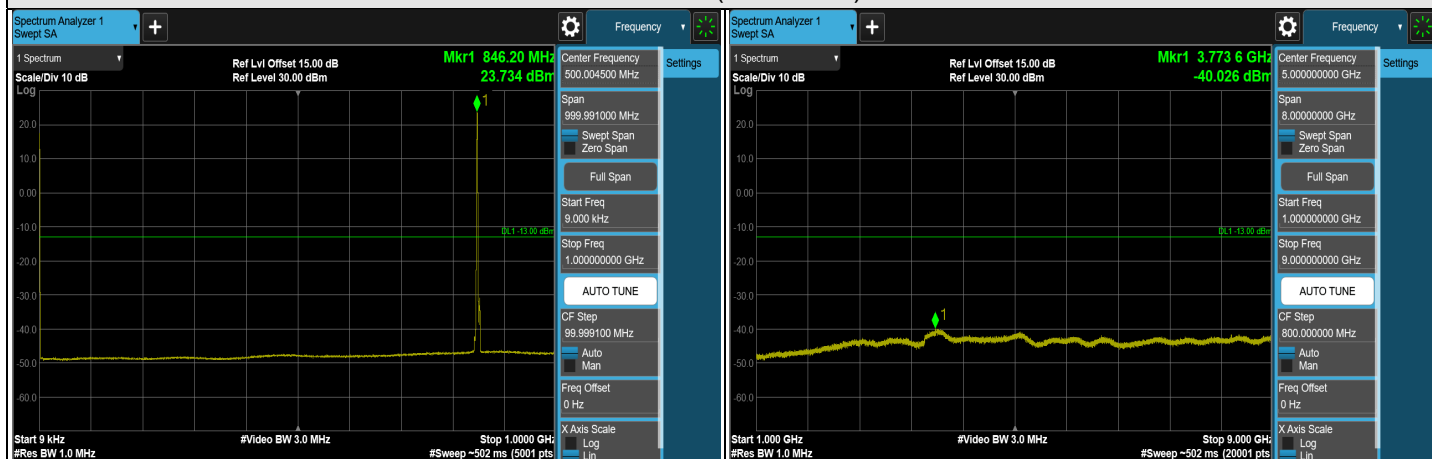 Spectrum Analyzer 1
Swept SA
+
Frequency
1 Spectrum
Scale/Div 10 dB
Log
Ref Lvl Offset 15.00 dB
Ref Level 30.00 dBm
Mkr1 846.20 MHz
23.734 dBm
1
20.0
10.0
0.00
-10.0
-20.0
-30.0
-40.0
-50.0
-60.0
DL1 -13.00 dBm
Start 9 kHz
#Res BW 1.0 MHz
#Video BW 3.0 MHz
Stop 1.0000 GHz
#Sweep ~502 ms (5001 pts
Center Frequency
500.004500 MHz
Settings
Span
999.991000 MHz
Swept Span
Zero Span
Full Span
Start Freq
9.000 kHz
Stop Freq
1.000000000 GHz
AUTO TUNE
CF Step
99.999100 MHz
Auto
Man
Freq Offset
0 Hz
X Axis Scale
Log
Lin
Spectrum Analyzer 1
Swept SA
+
Frequency
1 Spectrum
Scale/Div 10 dB
Log
Ref Lvl Offset 15.00 dB
Ref Level 30.00 dBm
Mkr1 3.773 6 GHz
-40.026 dBm
1
20.0
10.0
0.00
-10.0
-20.0
-30.0
-40.0
-50.0
-60.0
DL1 -13.00 dBm
Start 1.000 GHz
#Res BW 1.0 MHz
#Video BW 3.0 MHz
Stop 9.000 GHz
#Sweep ~502 ms (20001 pts
Center Frequency
5.00000000 GHz
Settings
Span
8.00000000 GHz
Swept Span
Zero Span
Full Span
Start Freq
1.000000000 GHz
Stop Freq
9.000000000 GHz
AUTO TUNE
CF Step
800.000000 MHz
Auto
Man
Freq Offset
0 Hz
X Axis Scale
Log
Lin